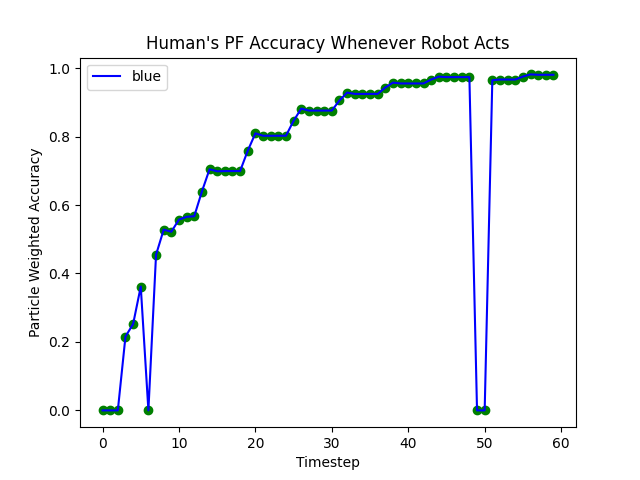 Human's PF Accuracy Whenever Robot Acts
blue
1.0
0.8
0.6
0.4
0.2
0.0
Particle Weighted Accuracy
0 10 20 30 40 50 60
Timestep